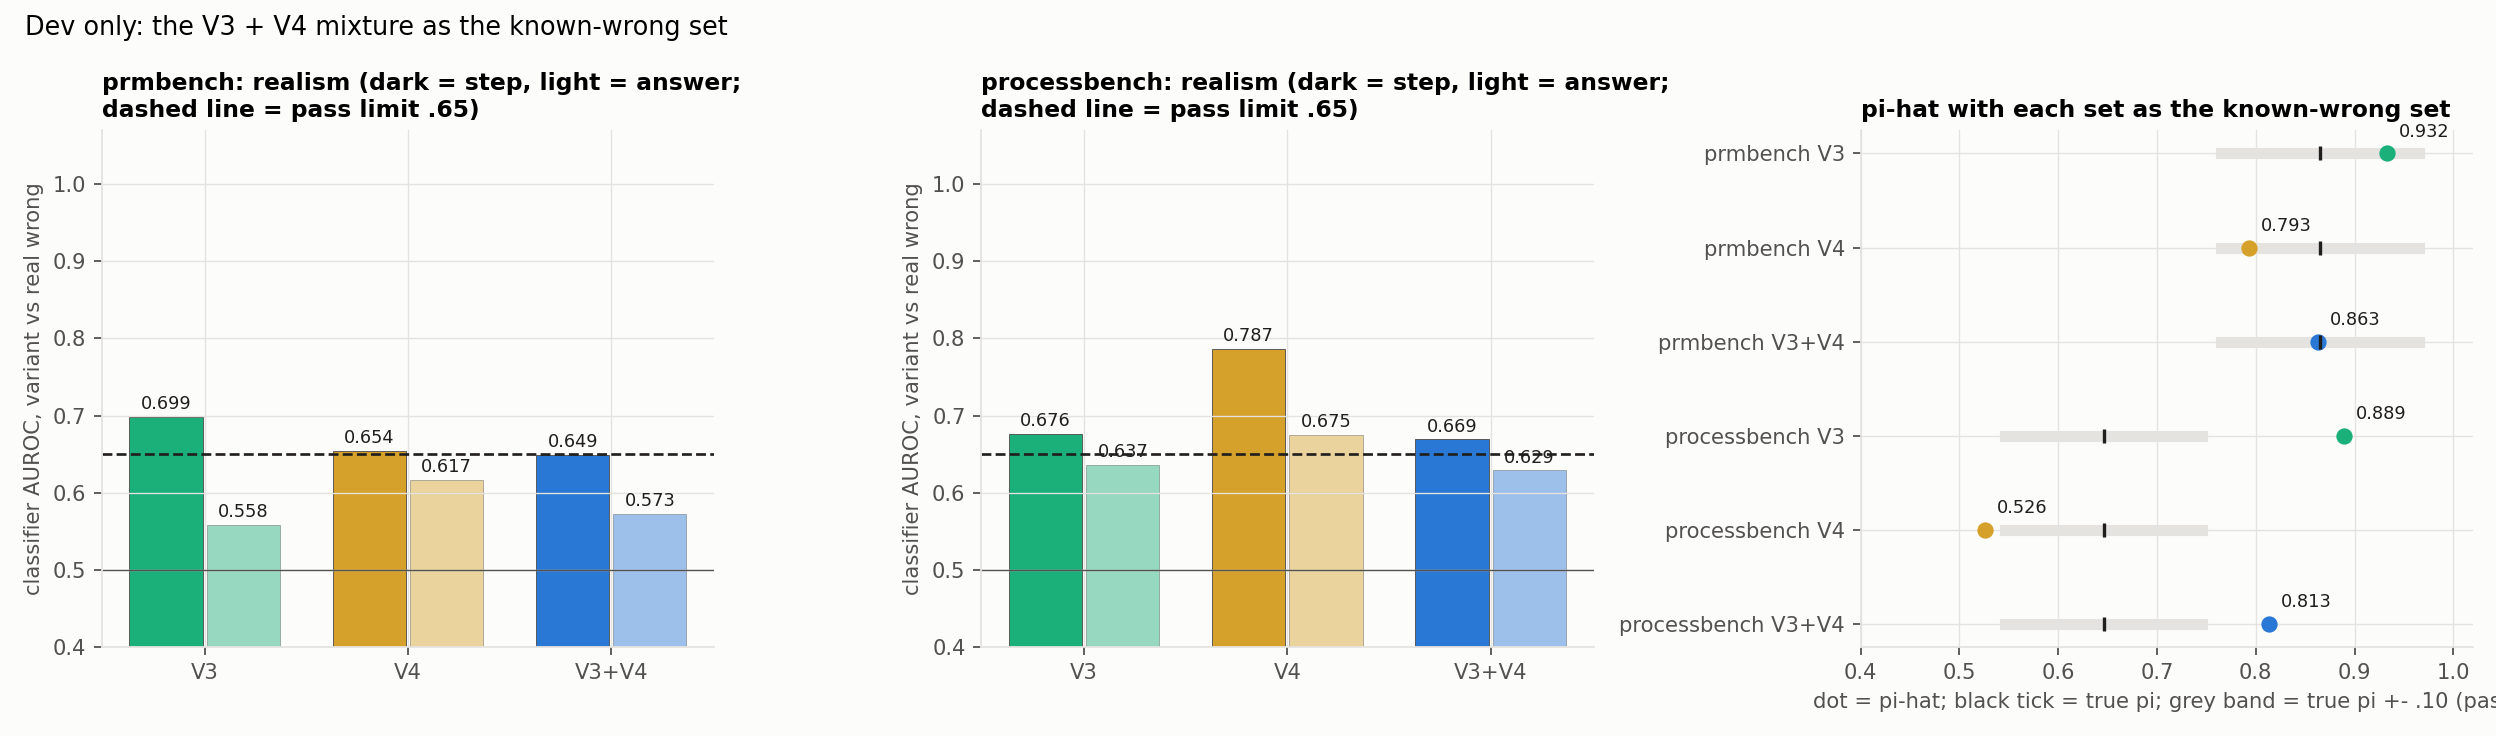 Dev only: the V3 + V4 mixture as the known-wrong set
prmbench: realism (dark = step, light = answer;
dashed line = pass limit .65)
classifier AUROC, variant vs real wrong
1.0
0.9
0.8
0.7
0.6
0.5
0.4
0.699
0.558
0.654
0.617
0.649
0.573
V3
V4
V3+V4
processbench: realism (dark = step, light = answer;
dashed line = pass limit .65)
classifier AUROC, variant vs real wrong
1.0
0.9
0.8
0.7
0.6
0.5
0.4
0.676
0.637
0.787
0.675
0.669
0.629
V3
V4
V3+V4
pi-hat with each set as the known-wrong set
prmbench V3
0.932
prmbench V4
0.793
prmbench V3+V4
0.863
processbench V3
0.889
processbench V4
0.526
processbench V3+V4
0.813
0.4
0.5
0.6
0.7
0.8
0.9
1.0
dot = pi-hat; black tick = true pi; grey band = true pi +- .10 (pas